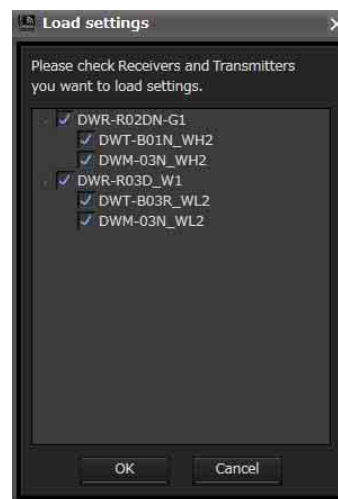 Load settings
Please check Receivers and Transmitters
you want to load settings.
DWR-R02DN-G1
DWT-B01N_WH2
DWM-03N_WH2
DWR-R03D_W1
DWT-B03R_WL2
DWM-03N_WL2
OK Cancel